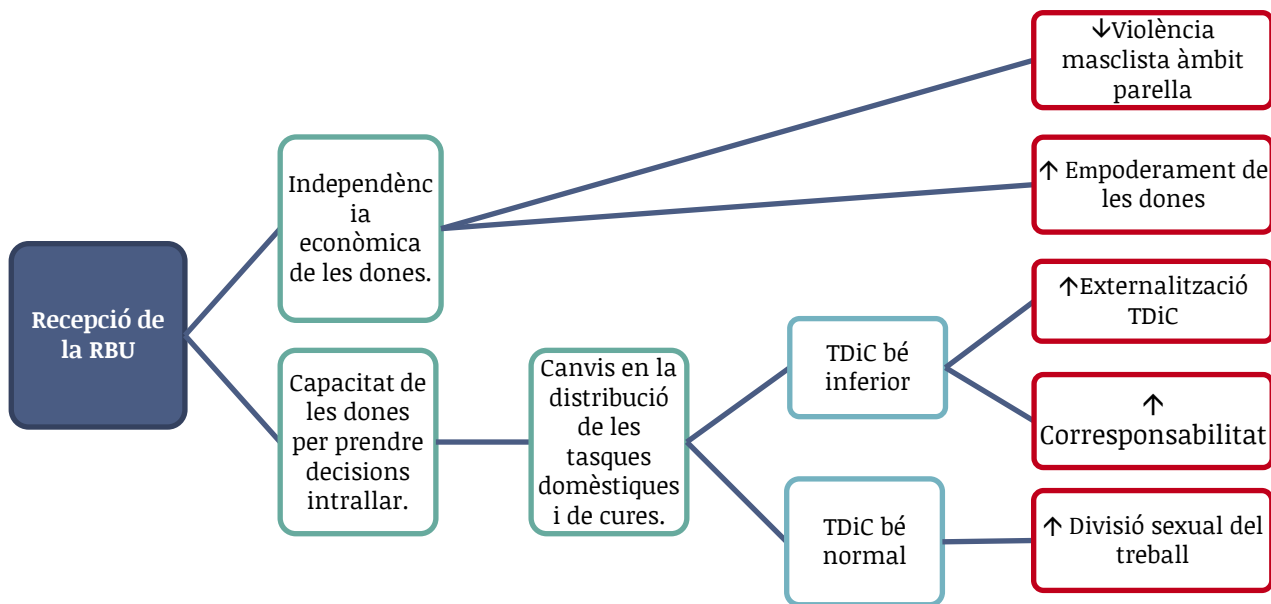 Recepció de
la RBU
Independènc
ia
econòmica
de les dones.
Capacitat de
les dones
per prendre
decisions
intrallar.
Canvis en la
distribució
de les
tasques
domèstiques
i de cures.
TDiC bé
inferior
TDiC bé
normal
↓Violència
masclista àmbit
parella
↑ Empoderament de
les dones
↑Externalització
TDiC
↑
Corresponsabilitat
↑ Divisió sexual del
treball